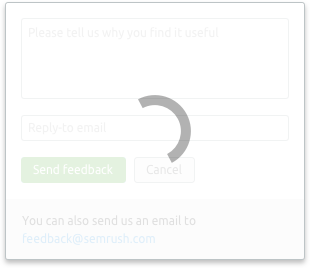 Please tell us why you find it useful
Reply-to email
Send feedback
Cancel
You can also send us an email to
feedback@semrush.com